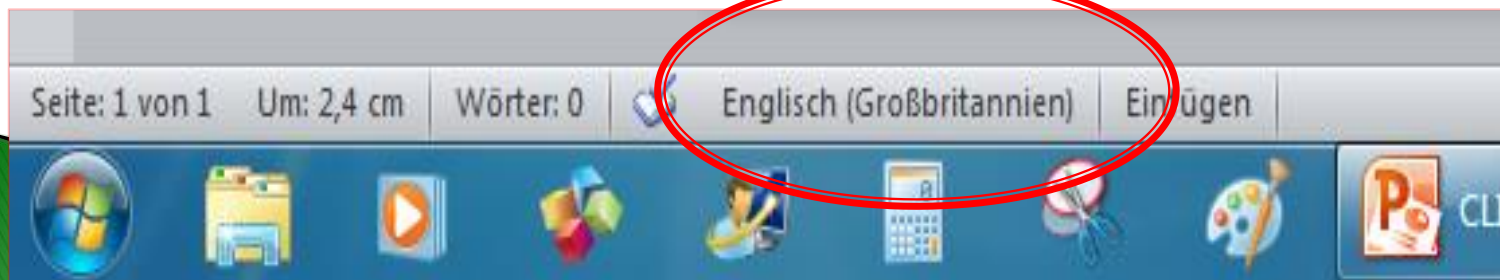 Seite: 1 von 1 Um: 2,4 cm Wörter: 0 Englisch (Großbritannien) Einfügen
P CLI